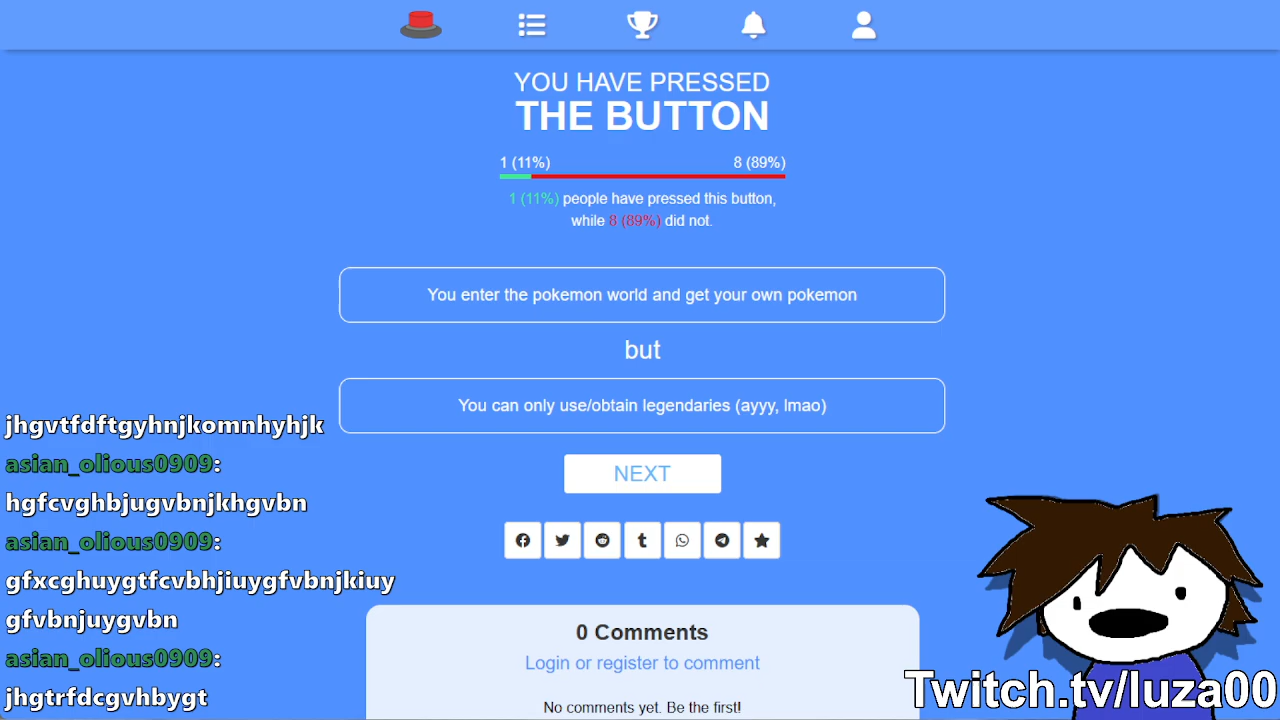 YOU HAVE PRESSED
THE BUTTON
1 (11%) 8 (89%)
1 (11%) people have pressed this button,
while 8 (89%) did not.
You enter the pokemon world and get your own pokemon
but
You can only use/obtain legendaries (ayyy, lmao)
NEXT
0 Comments
Login or register to comment
No comments yet. Be the first!
jhgvtfdftgyhnjkomnhyhjk
asian_olious0909:
hgfcvghbjugvbnjkhgvbn
asian_olious0909:
gfxcghuygtfcvbhjiuygfvbnjkiuy
gfvbnjuygvbn
asian_olious0909:
jhgtrfdcgvhbygt
Twitch.tv/luza00